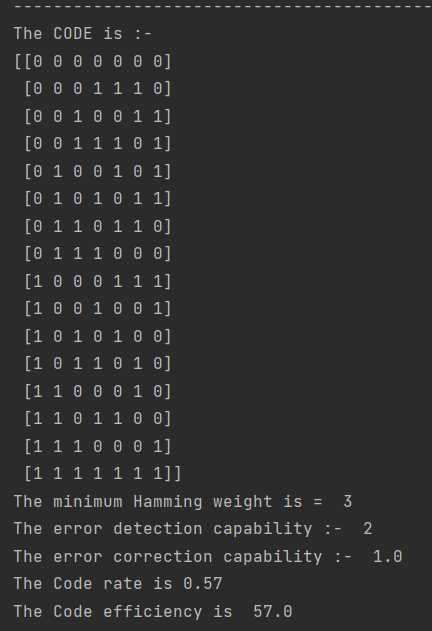 ------------------------------------------
The CODE is :-
[[0 0 0 0 0 0 0]
 [0 0 0 1 1 1 0]
 [0 0 1 0 0 1 1]
 [0 0 1 1 1 0 1]
 [0 1 0 0 1 0 1]
 [0 1 0 1 0 1 1]
 [0 1 1 0 1 1 0]
 [0 1 1 1 0 0 0]
 [1 0 0 0 1 1 1]
 [1 0 0 1 0 0 1]
 [1 0 1 0 1 0 0]
 [1 0 1 1 0 1 0]
 [1 1 0 0 0 1 0]
 [1 1 0 1 1 0 0]
 [1 1 1 0 0 0 1]
 [1 1 1 1 1 1 1]]
The minimum Hamming weight is =  3
The error detection capability :-  2
The error correction capability :-  1.0
The Code rate is 0.57
The Code efficiency is  57.0